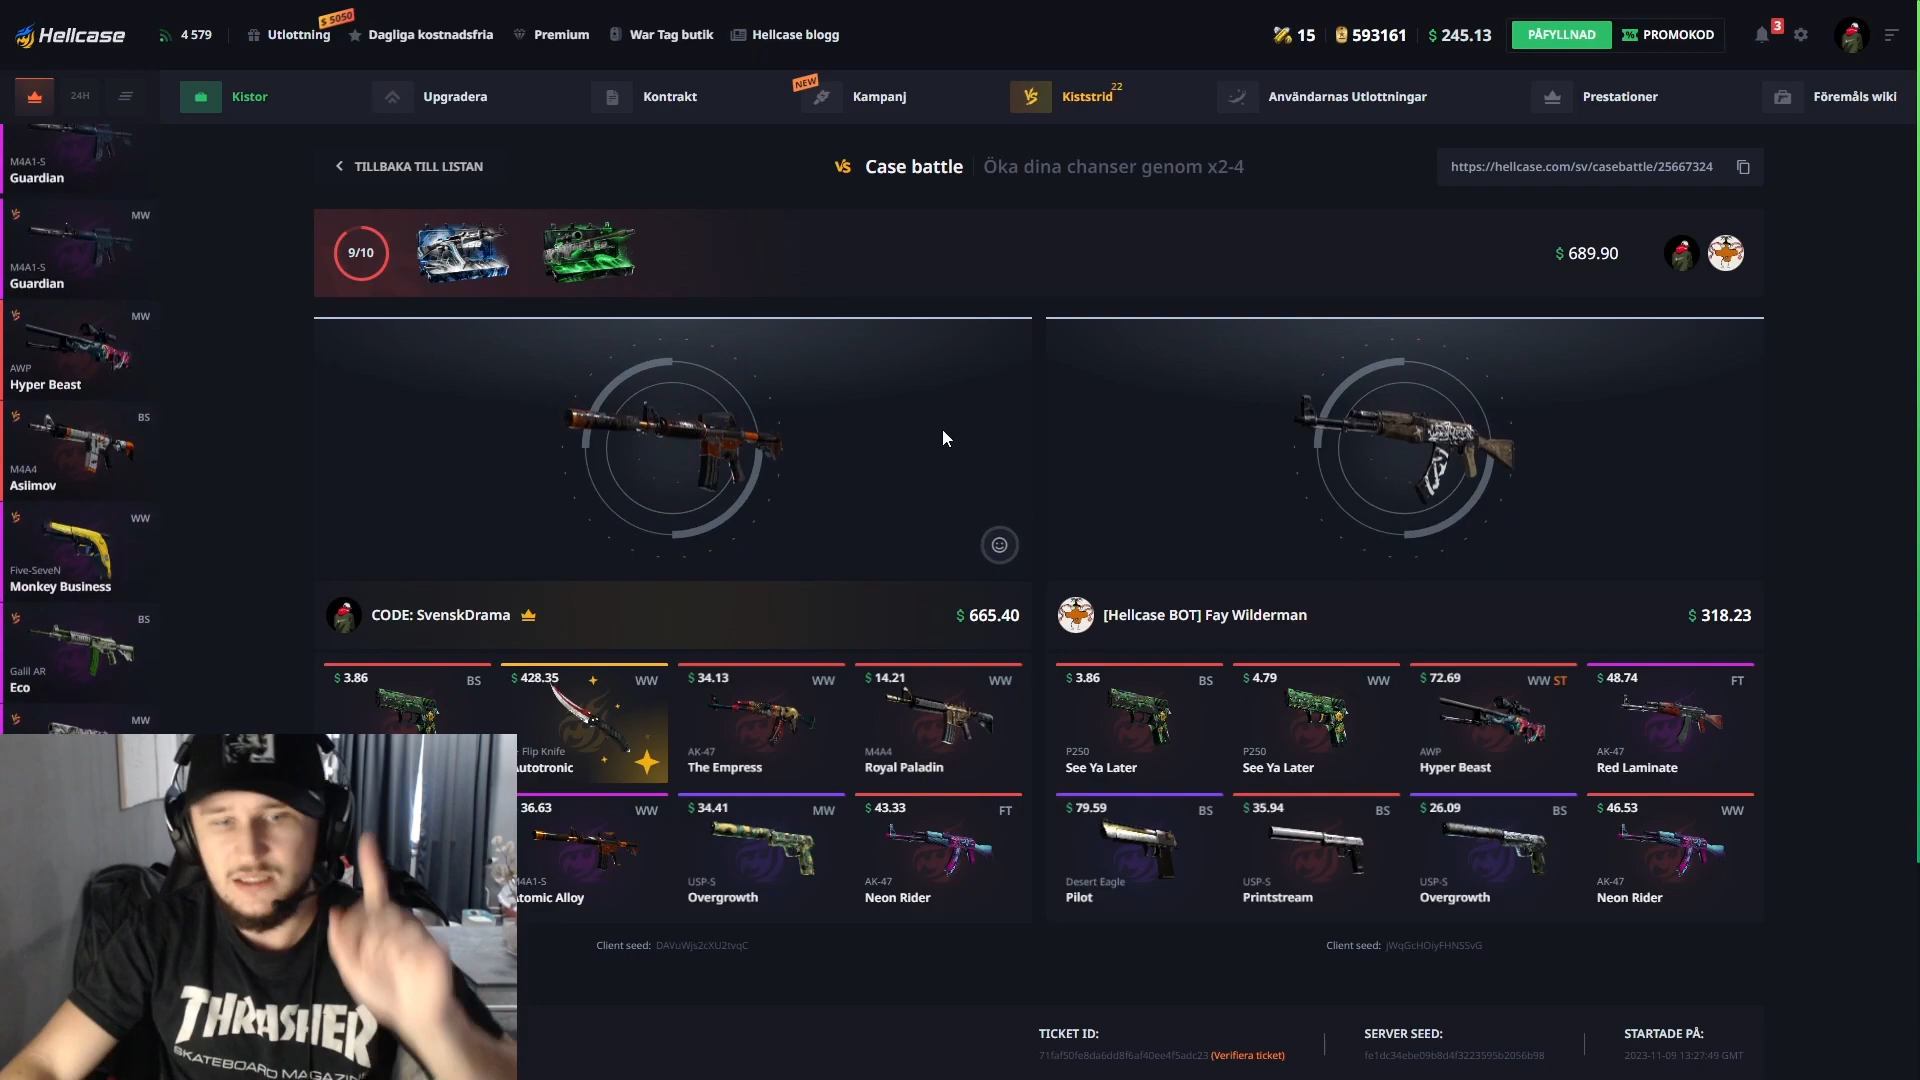 Hellcase
4 579
Utlottning
$ 5050
Dagliga kostnadsfria
Premium
War Tag butik
Hellcase blogg
15
593161
$ 245.13
PÅFYLLNAD
PROMOKOD
3
24H
Kistor
Upgradera
Kontrakt
NEW
Kampanj
Kiststrid
22
Användarnas Utlottningar
Prestationer
Föremåls wiki
M4A1-S
Guardian
MW
M4A1-S
Guardian
MW
AWP
Hyper Beast
BS
M4A4
Asiimov
WW
Five-SeveN
Monkey Business
BS
Galil AR
Eco
MW
TILLBAKA TILL LISTAN
VS Case battle
Öka dina chanser genom x2-4
https://hellcase.com/sv/casebattle/25667324
9/10
$ 689.90
CODE: SvenskDrama
$ 665.40
[Hellcase BOT] Fay Wilderman
$ 318.23
$ 3.86
BS
$ 428.35
WW
Flip Knife
Autotronic
$ 34.13
WW
AK-47
The Empress
$ 14.21
WW
M4A4
Royal Paladin
36.63
WW
M4A1-S
Atomic Alloy
$ 34.41
MW
USP-S
Overgrowth
$ 43.33
FT
AK-47
Neon Rider
$ 3.86
BS
P250
See Ya Later
$ 4.79
WW
P250
See Ya Later
$ 72.69
WW ST
AWP
Hyper Beast
$ 48.74
FT
AK-47
Red Laminate
$ 79.59
BS
Desert Eagle
Pilot
$ 35.94
BS
USP-S
Printstream
$ 26.09
BS
USP-S
Overgrowth
$ 46.53
WW
AK-47
Neon Rider
Client seed: DAVuWjs2cXU2tvqC
Client seed: jWqGcHOiyFHNSSvG
TICKET ID:
71faf50fe8da6dd8f6af40ee4f5adc23 (Verifiera ticket)
SERVER SEED:
fe1dc34ebe09b8d4f3223595b2056b98
STARTADE PÅ:
2023-11-09 13:27:49 GMT
THRASHER
SKATEBOARD MAGAZIN